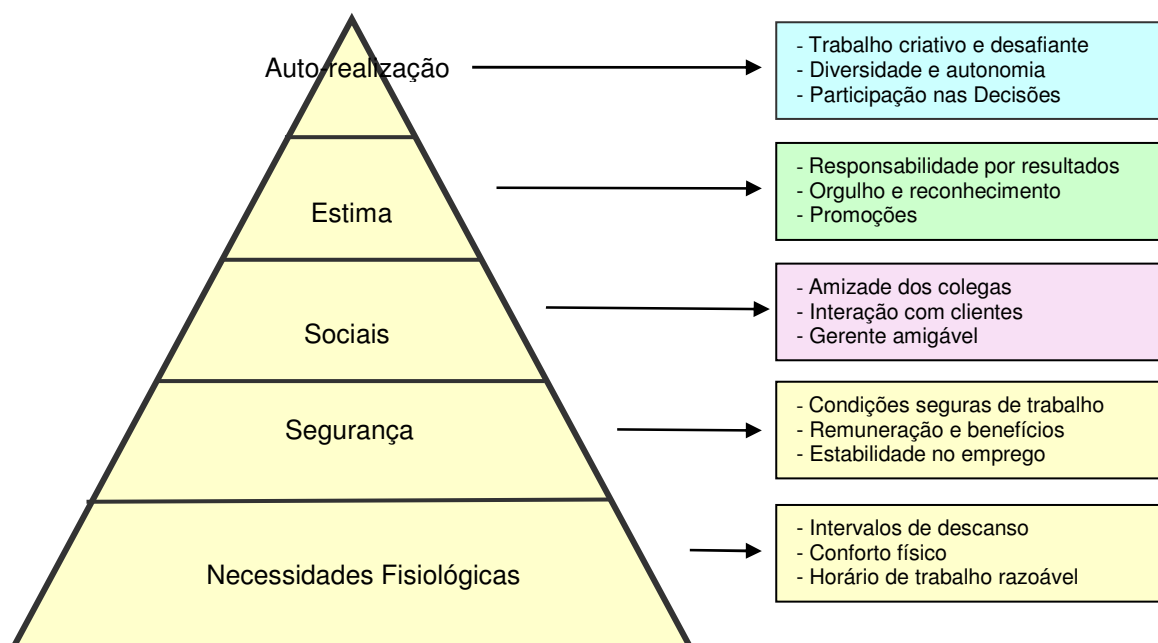 Auto-realização
- Trabalho criativo e desafiante
- Diversidade e autonomia
- Participação nas Decisões
Estima
- Responsabilidade por resultados
- Orgulho e reconhecimento
- Promoções
Sociais
- Amizade dos colegas
- Interação com clientes
- Gerente amigável
Segurança
- Condições seguras de trabalho
- Remuneração e benefícios
- Estabilidade no emprego
Necessidades Fisiológicas
- Intervalos de descanso
- Conforto físico
- Horário de trabalho razoável